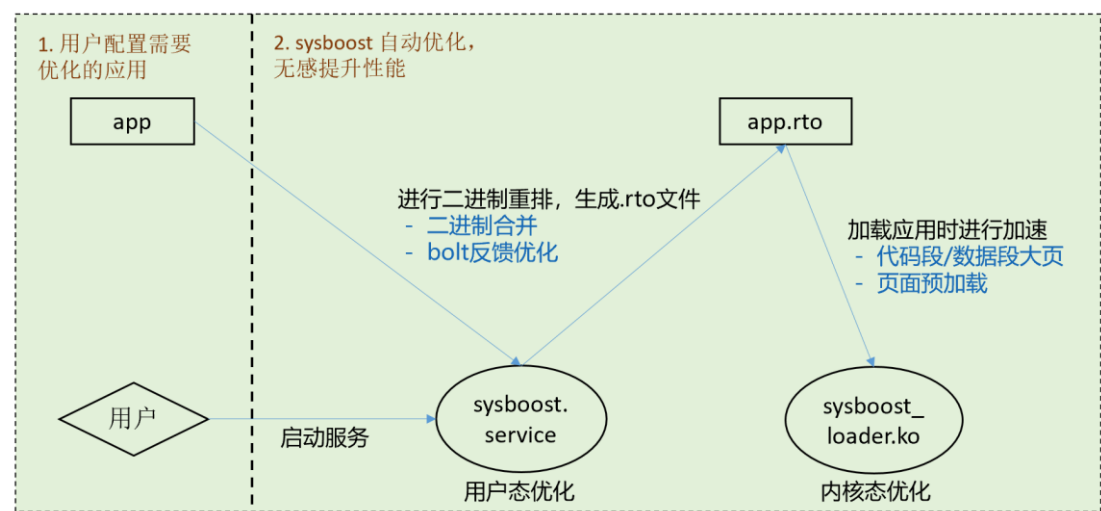 1. 用户配置需要
优化的应用
2. sysboost 自动优化，
无感提升性能
app
app.rto
进行二进制重排，生成.rto文件
- 二进制合并
- bolt反馈优化
加载应用时进行加速
- 代码段/数据段大页
- 页面预加载
用户
启动服务
sysboost.
service
sysboost_
loader.ko
用户态优化
内核态优化